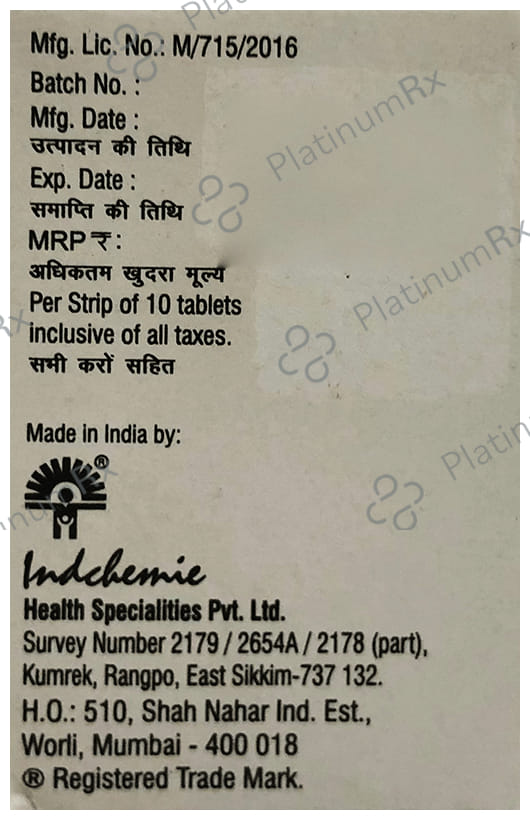 Mfg. Lic. No.: M/715/2016
Batch No. :
Mfg. Date :
उत्पादन की तिथि
Exp. Date :
समाप्ति की तिथि
MRP ₹:
अधिकतम खुदरा मूल्य
Per Strip of 10 tablets
inclusive of all taxes.
सभी करों सहित
Made in India by:
®
Indchemie
Health Specialities Pvt. Ltd.
Survey Number 2179 / 2654A / 2178 (part),
Kumrek, Rangpo, East Sikkim-737 132.
H.O.: 510, Shah Nahar Ind. Est.,
Worli, Mumbai - 400 018
® Registered Trade Mark.
PlatinumRx
PlatinumRx